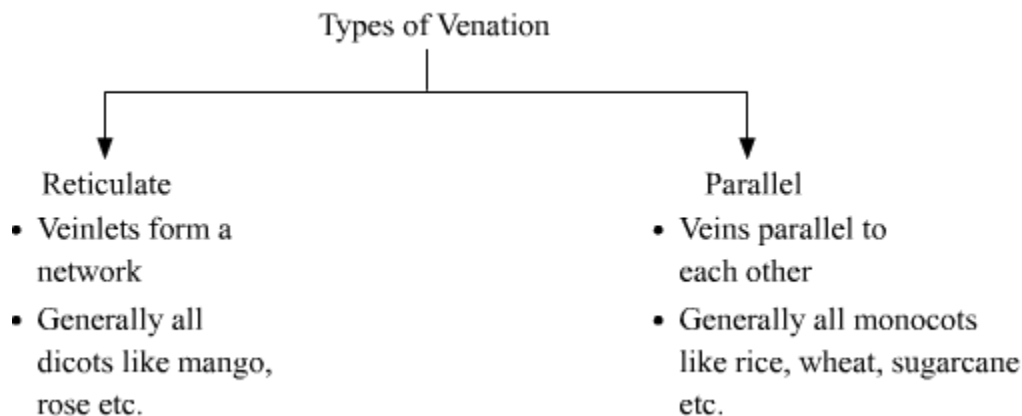 Types of Venation
Reticulate
• Veinlets form a
network
• Generally all
dicots like mango,
rose etc.
Parallel
• Veins parallel to
each other
• Generally all monocots
like rice, wheat, sugarcane
etc.